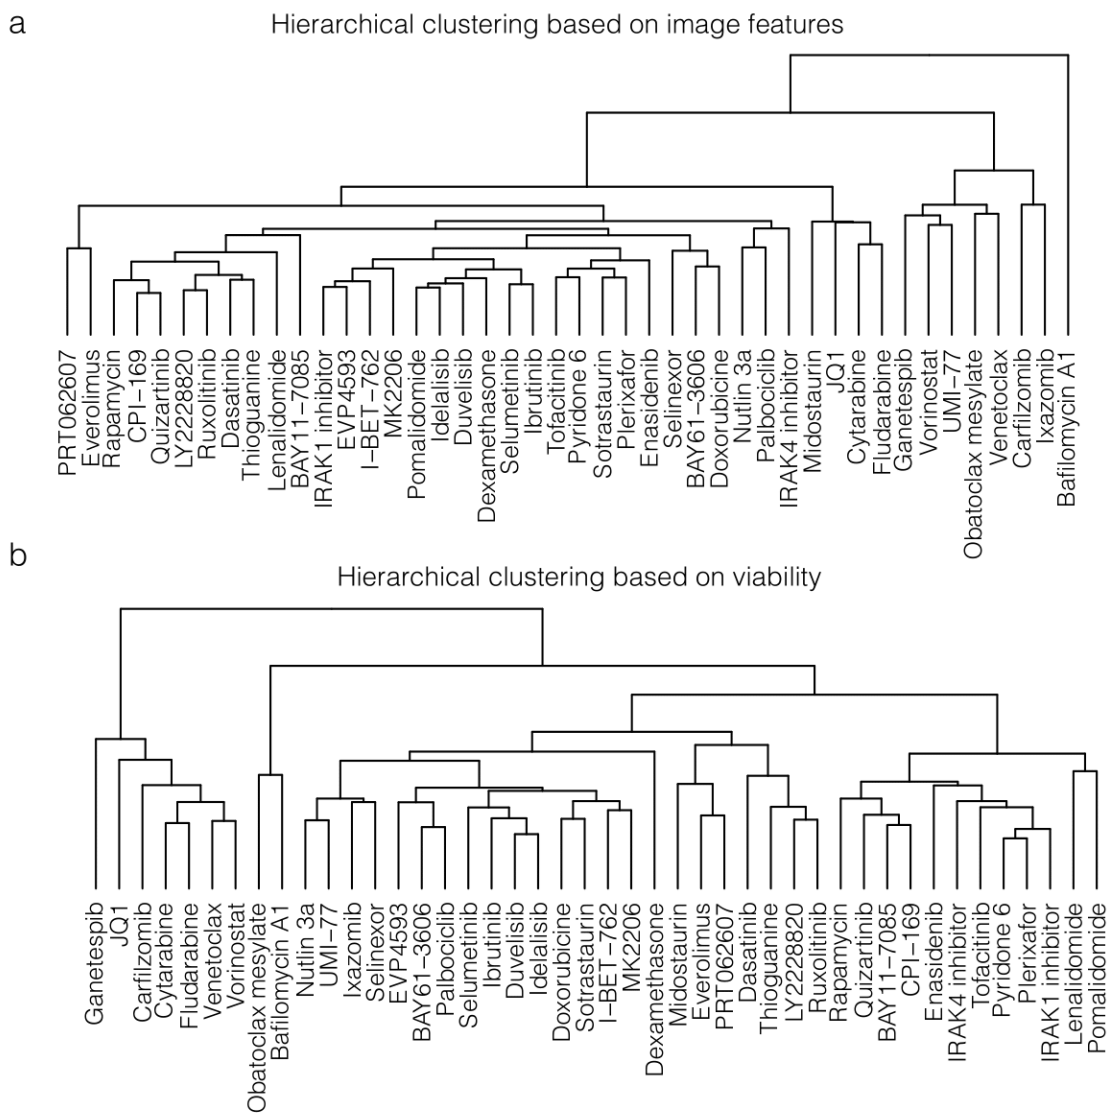 a
Hierarchical clustering based on image features
PRT062607
Everolimus
Rapamycin
CPI−169
Quizartinib
LY2228820
Ruxolitinib
Dasatinib
Thioguanine
Lenalidomide
BAY11−7085
IRAK1 inhibitor
EVP4593
I−BET−762
MK2206
Pomalidomide
Idelalisib
Duvelisib
Dexamethasone
Selumetinib
Ibrutinib
Tofacitinib
Pyridone 6
Sotrastaurin
Plerixafor
Enasidenib
Selinexor
BAY61−3606
Doxorubicine
Nutlin 3a
Palbociclib
IRAK4 inhibitor
Midostaurin
JQ1
Cytarabine
Fludarabine
Ganetespib
Vorinostat
UMI−77
Obatoclax mesylate
Venetoclax
Carfilzomib
Ixazomib
Bafilomycin A1
b
Hierarchical clustering based on viability
Ganetespib
JQ1
Carfilzomib
Cytarabine
Fludarabine
Venetoclax
Vorinostat
Obatoclax mesylate
Bafilomycin A1
Nutlin 3a
UMI−77
Ixazomib
Selinexor
EVP4593
BAY61−3606
Palbociclib
Selumetinib
Ibrutinib
Duvelisib
Idelalisib
Doxorubicine
Sotrastaurin
I−BET−762
MK2206
Dexamethasone
Midostaurin
Everolimus
PRT062607
Dasatinib
Thioguanine
LY2228820
Ruxolitinib
Rapamycin
Quizartinib
BAY11−7085
CPI−169
Enasidenib
IRAK4 inhibitor
Tofacitinib
Pyridone 6
Plerixafor
IRAK1 inhibitor
Lenalidomide
Pomalidomide